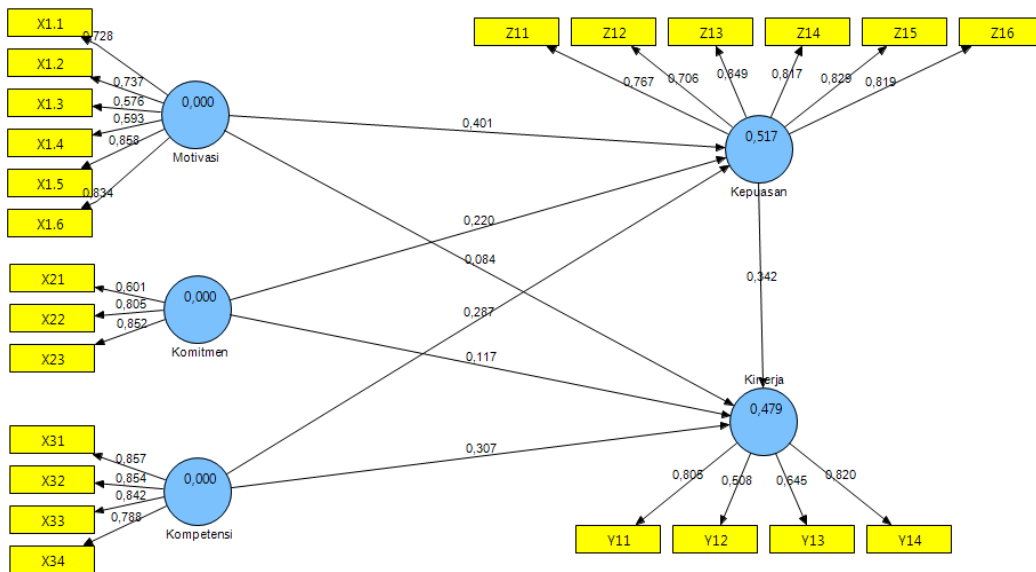 X1.1
X1.2
X1.3
X1.4
X1.5
X1.6
0,728
0,737
0,576
0,593
0,858
0,834
0,000
Motivasi
X21
X22
X23
0,601
0,805
0,852
0,000
Komitmen
X31
X32
X33
X34
0,857
0,854
0,842
0,788
0,000
Kompetensi
0,401
0,220
0,084
0,287
0,117
0,307
Z11
Z12
Z13
Z14
Z15
Z16
0,767
0,706
0,849
0,817
0,829
0,819
0,517
Kepuasan
0,342
Kinerja
0,479
0,805
0,508
0,645
0,820
Y11
Y12
Y13
Y14